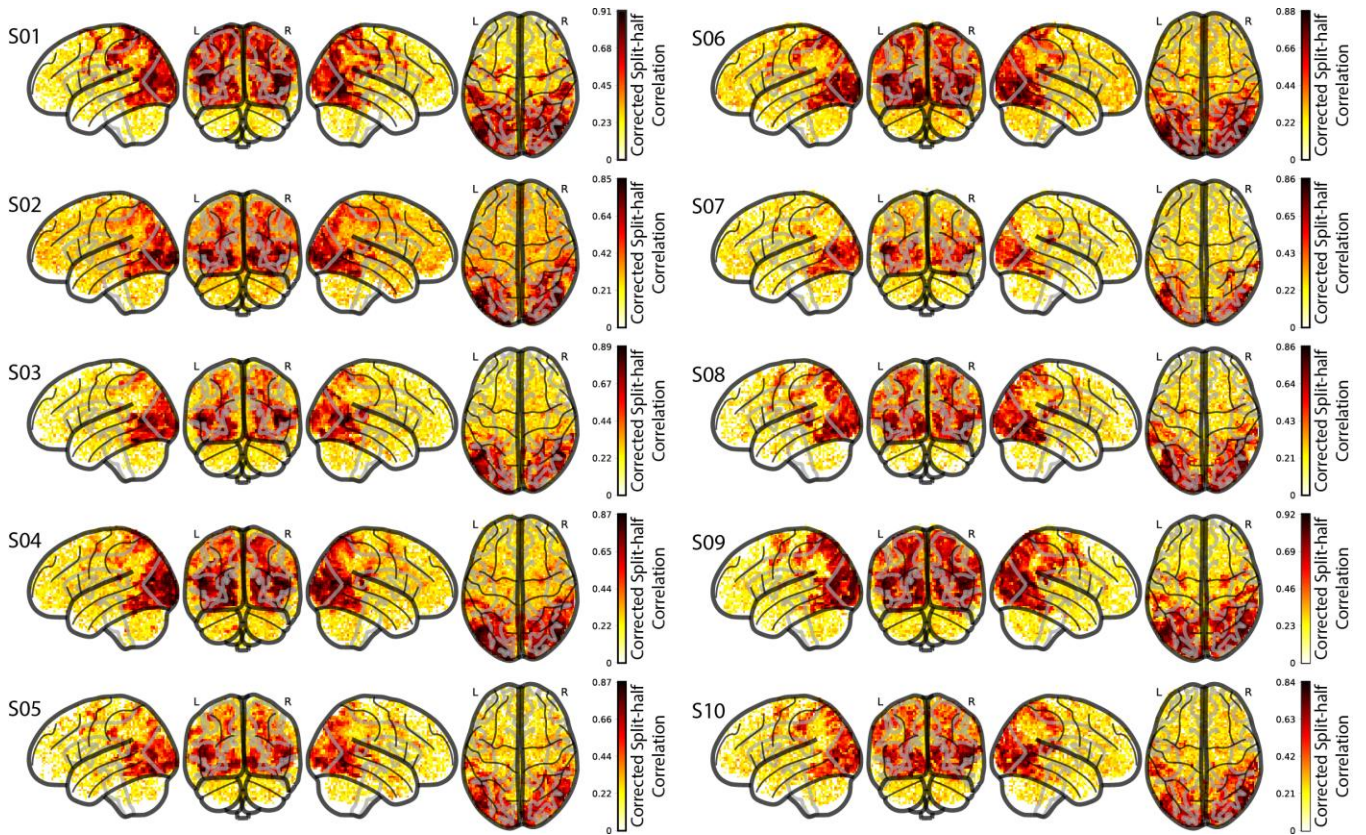 S01
L
R
L
R
0.91
0.68
0.45
0.23
0
Corrected Split-half
Correlation
S06
L
R
L
R
0.88
0.66
0.44
0.22
0
Corrected Split-half
Correlation
S02
L
R
L
R
0.85
0.64
0.42
0.21
0
Corrected Split-half
Correlation
S07
L
R
L
R
0.86
0.64
0.43
0.21
0
Corrected Split-half
Correlation
S03
L
R
L
R
0.89
0.67
0.44
0.22
0
Corrected Split-half
Correlation
S08
L
R
L
R
0.86
0.64
0.43
0.21
0
Corrected Split-half
Correlation
S04
L
R
L
R
0.87
0.65
0.43
0.22
0
Corrected Split-half
Correlation
S09
L
R
L
R
0.92
0.69
0.46
0.23
0
Corrected Split-half
Correlation
S05
L
R
L
R
0.87
0.66
0.44
0.22
0
Corrected Split-half
Correlation
S10
L
R
L
R
0.84
0.63
0.42
0.21
0
Corrected Split-half
Correlation